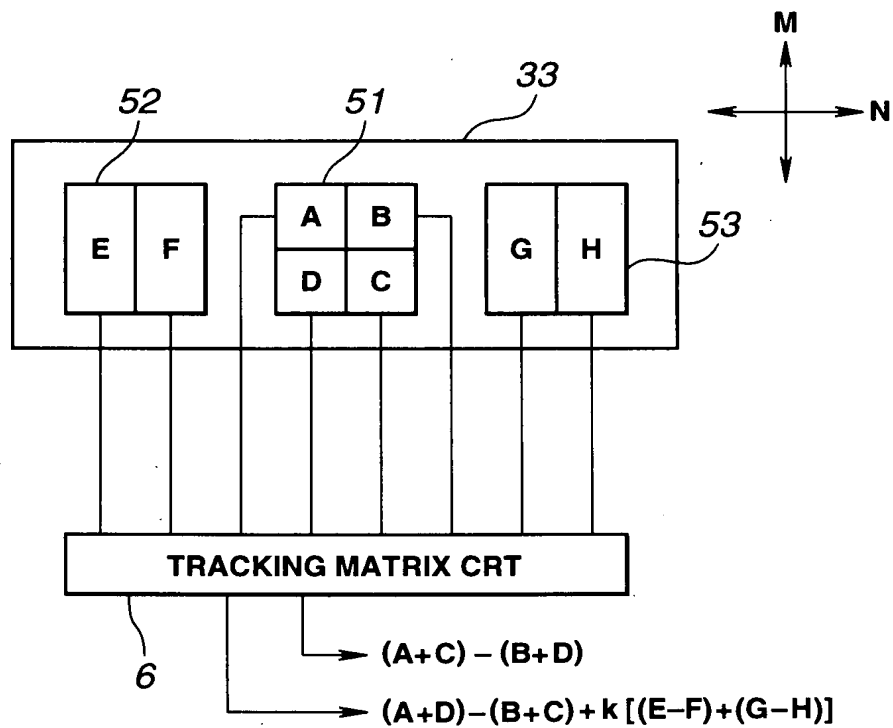 M
N
52
51
33
A B
E F
G H
53
D C
TRACKING MATRIX CRT
6
(A+C) – (B+D)
(A+D)–(B+C)+k [(E–F)+(G–H)]